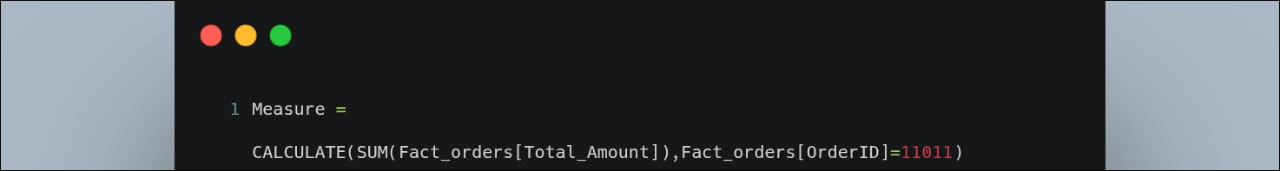 1 Measure =
CALCULATE(SUM(Fact_orders[Total_Amount]),Fact_orders[OrderID]=11011)